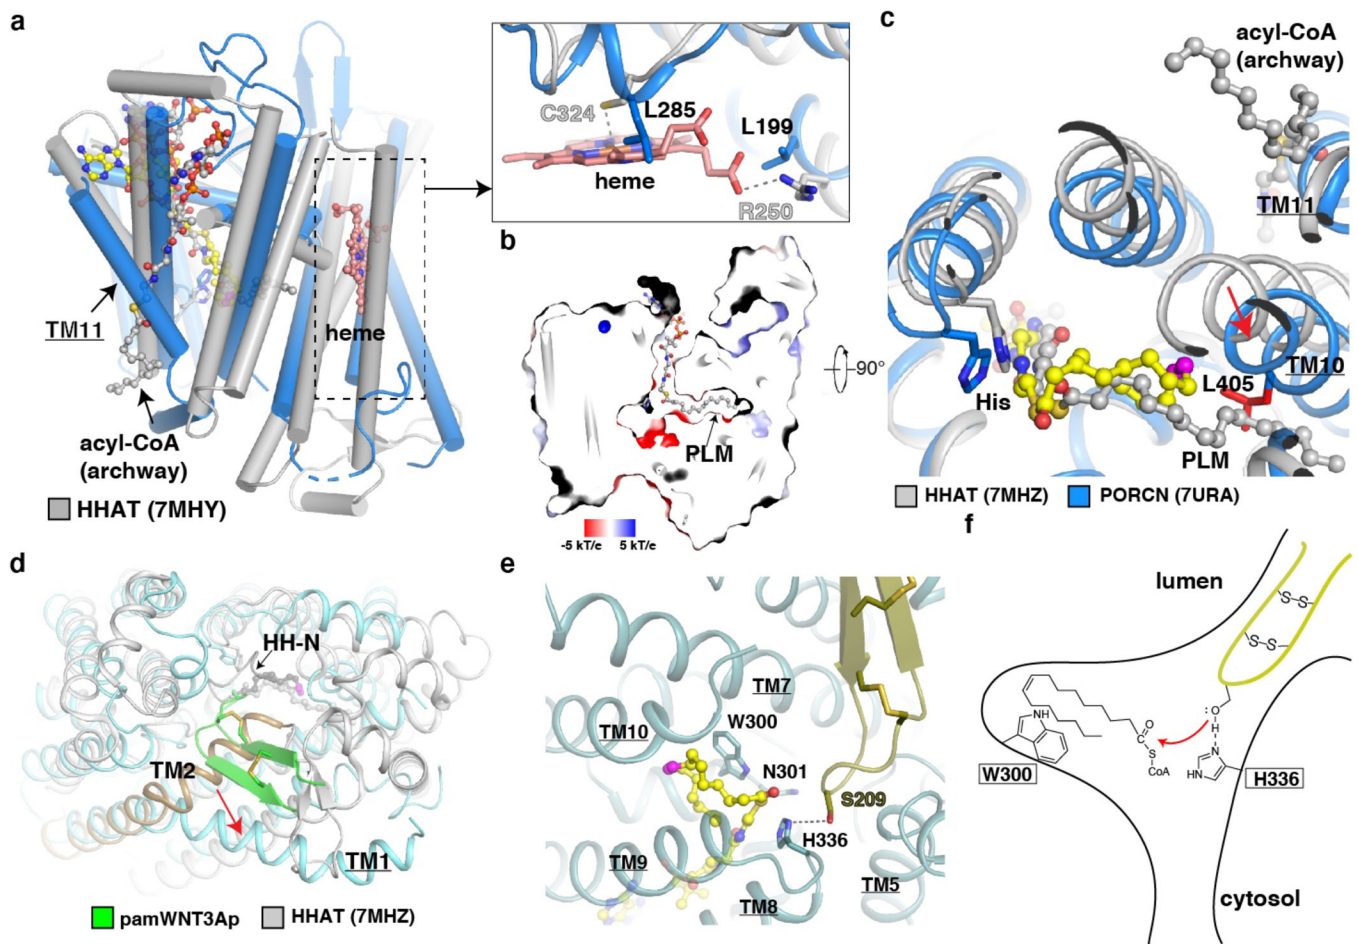 a
TM11
acyl-CoA
(archway)
heme
HHAT (7MHY)
C324
L285
L199
heme
R250
b
PLM
-5 kT/e
5 kT/e
90°
c
acyl-CoA
(archway)
TM11
TM10
L405
His
PLM
HHAT (7MHZ)
PORCN (7URA)
d
HH-N
TM2
TM1
pamWNT3Ap
HHAT (7MHZ)
e
TM7
W300
TM10
N301
S209
H336
TM9
TM5
TM8
f
lumen
S-S
S-S
:O
H
NH
O
C
S
CoA
N
HN
W300
H336
cytosol